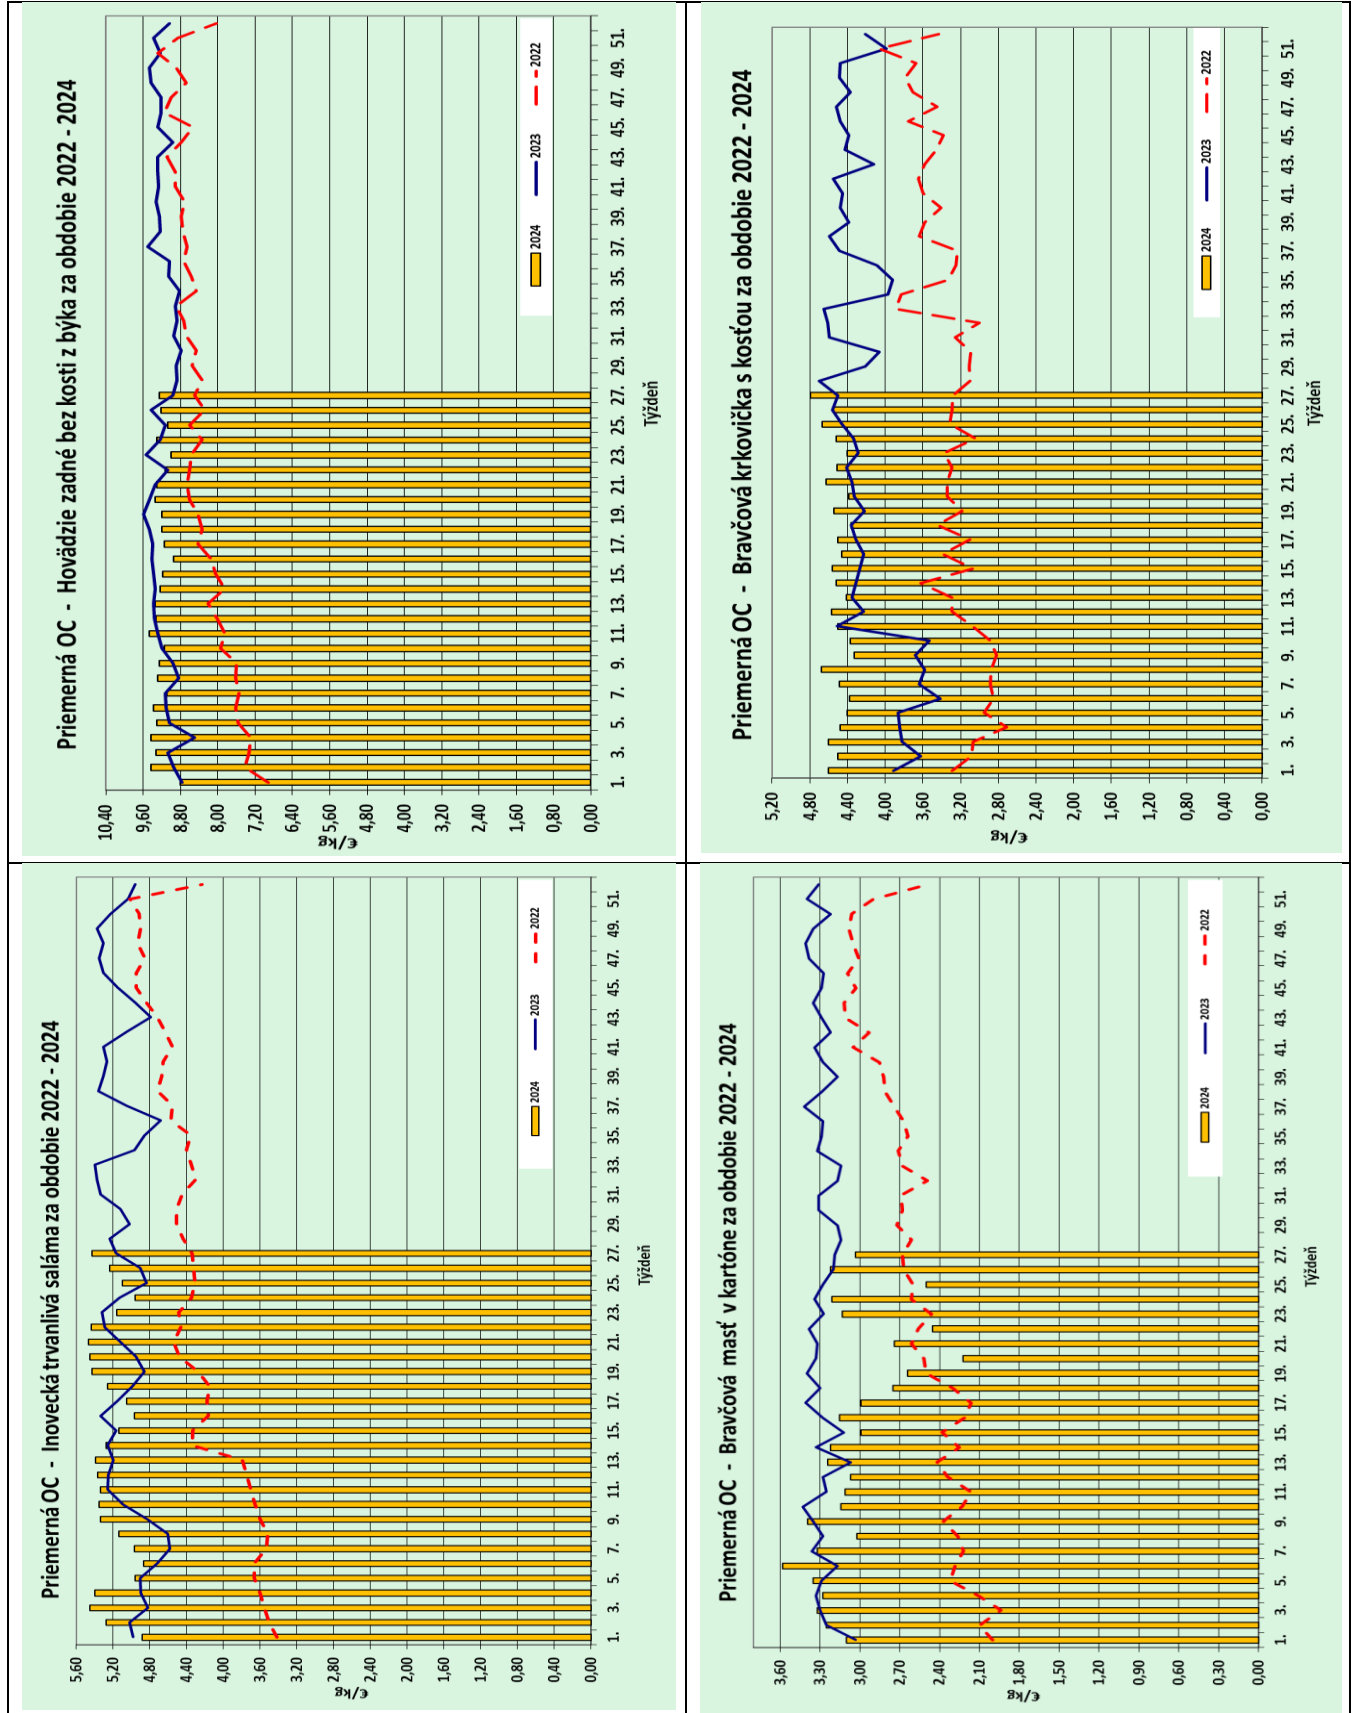 Priemerná OC - Hovädzie zadné bez kosti z býka za obdobie 2022 - 2024
10,40
9,60
8,80
8,00
7,20
6,40
5,60
4,80
4,00
3,20
2,40
1,60
0,80
0,00
€/kg
1. 3. 5. 7. 9. 11. 13. 15. 17. 19. 21. 23. 25. 27. 29. 31. 33. 35. 37. 39. 41. 43. 45. 47. 49. 51.
Týždeň
2024 2023 2022
Priemerná OC - Bravčová krkovička s kosťou za obdobie 2022 - 2024
5,20
4,80
4,40
4,00
3,60
3,20
2,80
2,40
2,00
1,60
1,20
0,80
0,40
0,00
€/kg
1. 3. 5. 7. 9. 11. 13. 15. 17. 19. 21. 23. 25. 27. 29. 31. 33. 35. 37. 39. 41. 43. 45. 47. 49. 51.
Týždeň
2024 2023 2022
Priemerná OC - Inovecká trvanlivá saláma za obdobie 2022 - 2024
5,60
5,20
4,80
4,40
4,00
3,60
3,20
2,80
2,40
2,00
1,60
1,20
0,80
0,40
0,00
€/kg
1. 3. 5. 7. 9. 11. 13. 15. 17. 19. 21. 23. 25. 27. 29. 31. 33. 35. 37. 39. 41. 43. 45. 47. 49. 51.
Týždeň
2024 2023 2022
Priemerná OC - Bravčová masť v kartóne za obdobie 2022 - 2024
3,60
3,30
3,00
2,70
2,40
2,10
1,80
1,50
1,20
0,90
0,60
0,30
0,00
€/kg
1. 3. 5. 7. 9. 11. 13. 15. 17. 19. 21. 23. 25. 27. 29. 31. 33. 35. 37. 39. 41. 43. 45. 47. 49. 51.
Týždeň
2024 2023 2022